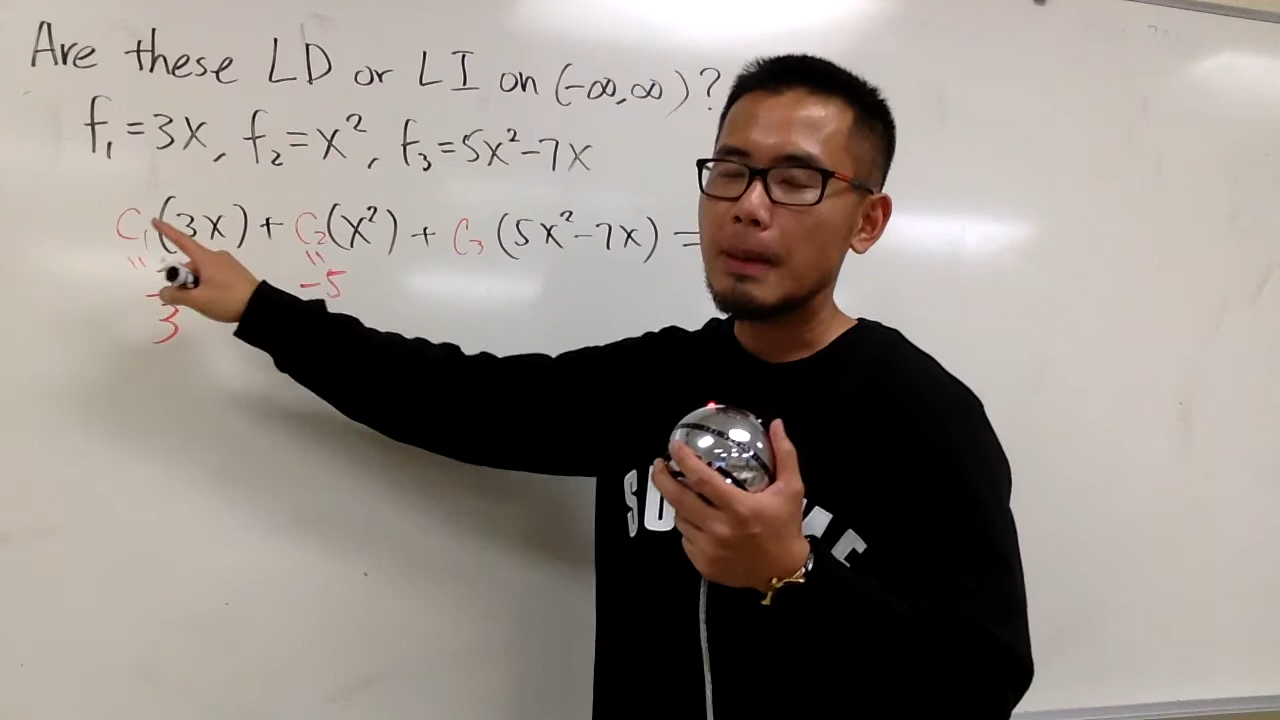 Are these LD or LI on (-∞,∞)?
f₁=3x, f₂=x², f₃=5x²-7x
C₁(3x) + C₂(x²) + C₃(5x²-7x) =
" "
-5
3